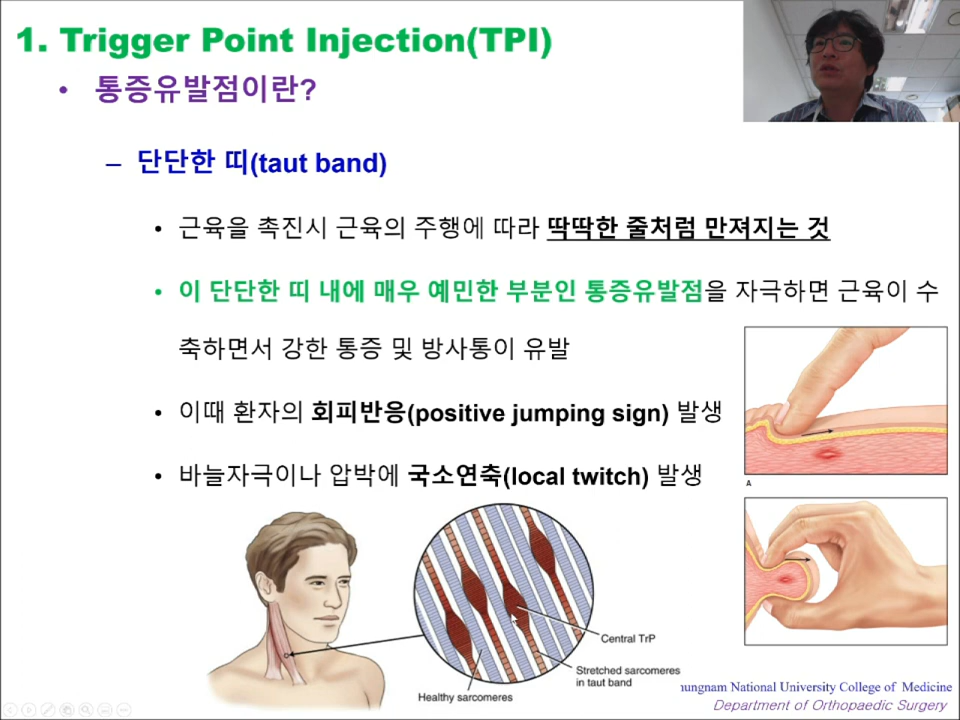 1. Trigger Point Injection(TPI)
• 통증유발점이란?
– 단단한 띠(taut band)
• 근육을 촉진시 근육의 주행에 따라 딱딱한 줄처럼 만져지는 것
• 이 단단한 띠 내에 매우 예민한 부분인 통증유발점을 자극하면 근육이 수
축하면서 강한 통증 및 방사통이 유발
• 이때 환자의 회피반응(positive jumping sign) 발생
• 바늘자극이나 압박에 국소연축(local twitch) 발생
A
Central TrP
Stretched sarcomeres
in taut band
Healthy sarcomeres
National University College of Medicine
Department of Orthopaedic Surgery